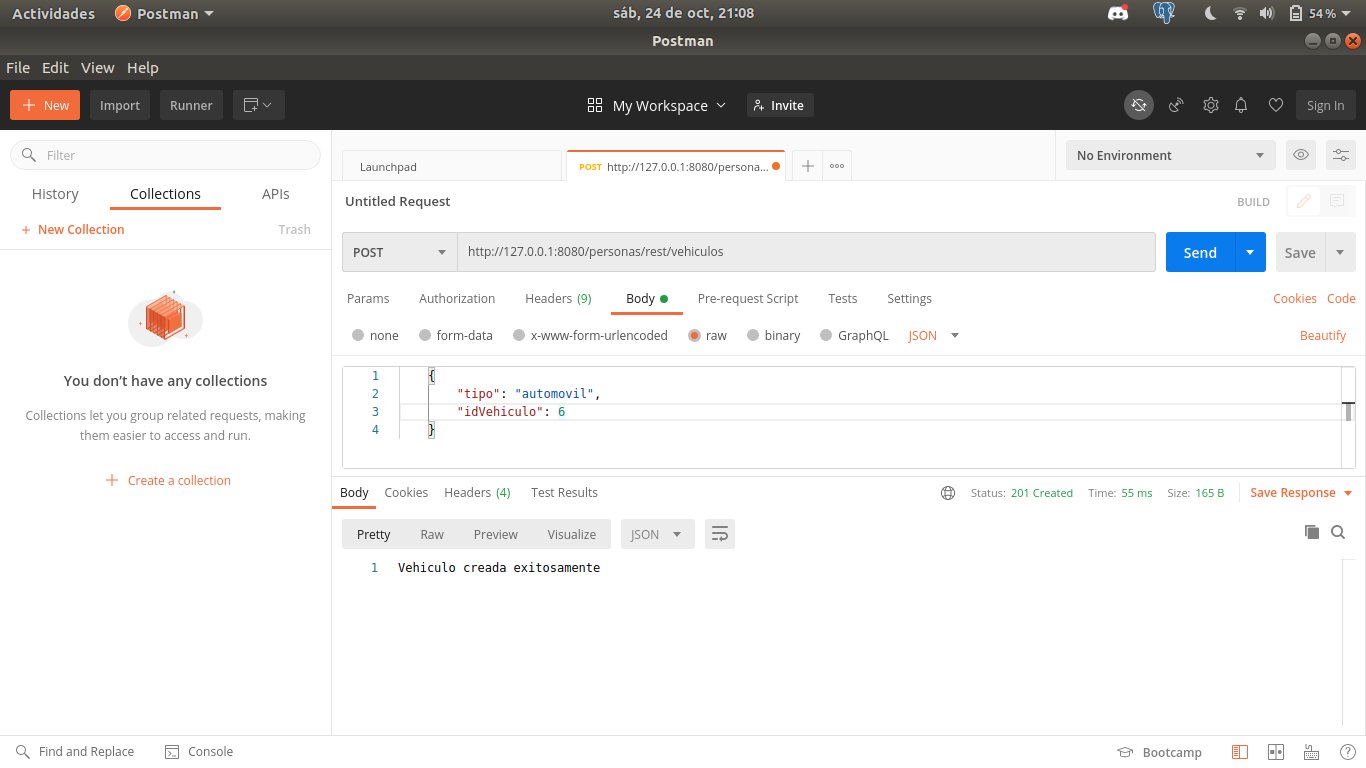 Actividades Postman sáb, 24 de oct, 21:08 54 %
Postman
File Edit View Help
New Import Runner My Workspace Invite Sign In
Filter
History Collections APIs
+ New Collection Trash
You don’t have any collections
Collections let you group related requests, making
them easier to access and run.
+ Create a collection
Launchpad POST http://127.0.0.1:8080/persona... + ooo No Environment
Untitled Request BUILD
POST http://127.0.0.1:8080/personas/rest/vehiculos Send Save
Params Authorization Headers (9) Body Pre-request Script Tests Settings Cookies Code
none form-data x-www-form-urlencoded raw binary GraphQL JSON Beautify
1 {
2 "tipo": "automovil",
3 "idVehiculo": 6
4 }
Body Cookies Headers (4) Test Results Status: 201 Created Time: 55 ms Size: 165 B Save Response
Pretty Raw Preview Visualize JSON
1 Vehiculo creada exitosamente
Find and Replace Console Bootcamp